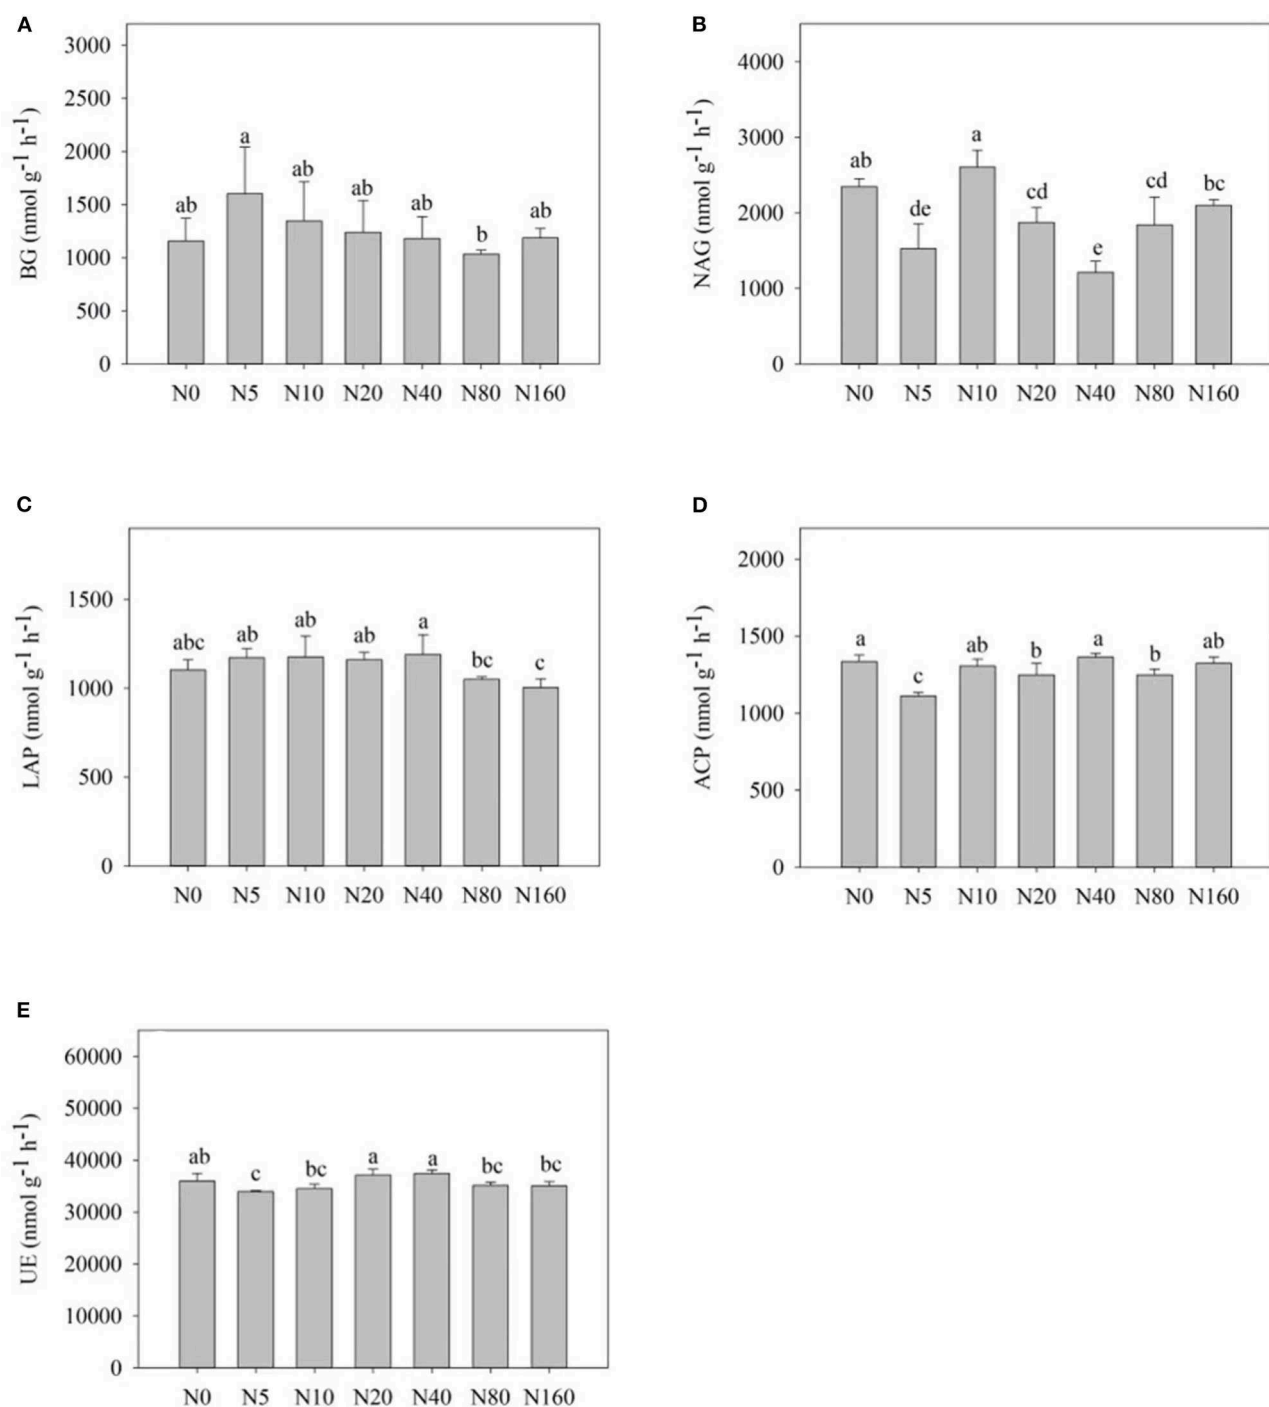 A
BG (nmol g⁻¹ h⁻¹)
3000
2500
2000
1500
1000
500
0
ab a ab ab ab b ab
N0 N5 N10 N20 N40 N80 N160
B
NAG (nmol g⁻¹ h⁻¹)
4000
3000
2000
1000
0
ab de a cd e cd bc
N0 N5 N10 N20 N40 N80 N160
C
LAP (nmol g⁻¹ h⁻¹)
1500
1000
500
0
abc ab ab ab a bc c
N0 N5 N10 N20 N40 N80 N160
D
ACP (nmol g⁻¹ h⁻¹)
2000
1500
1000
500
0
a c ab b a b ab
N0 N5 N10 N20 N40 N80 N160
E
UE (nmol g⁻¹ h⁻¹)
60000
50000
40000
30000
20000
10000
0
ab c bc a a bc bc
N0 N5 N10 N20 N40 N80 N160